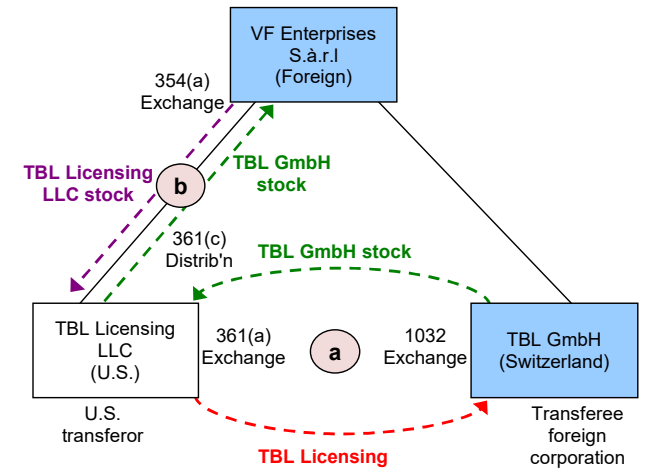 VF Enterprises
S.à.r.l
(Foreign)
354(a)
Exchange
TBL Licensing
LLC stock
b
TBL GmbH
stock
361(c)
Distrib'n
TBL GmbH stock
TBL Licensing
LLC
(U.S.)
361(a)
Exchange
a
1032
Exchange
TBL GmbH
(Switzerland)
U.S.
transferor
TBL Licensing
Transferee
foreign
corporation